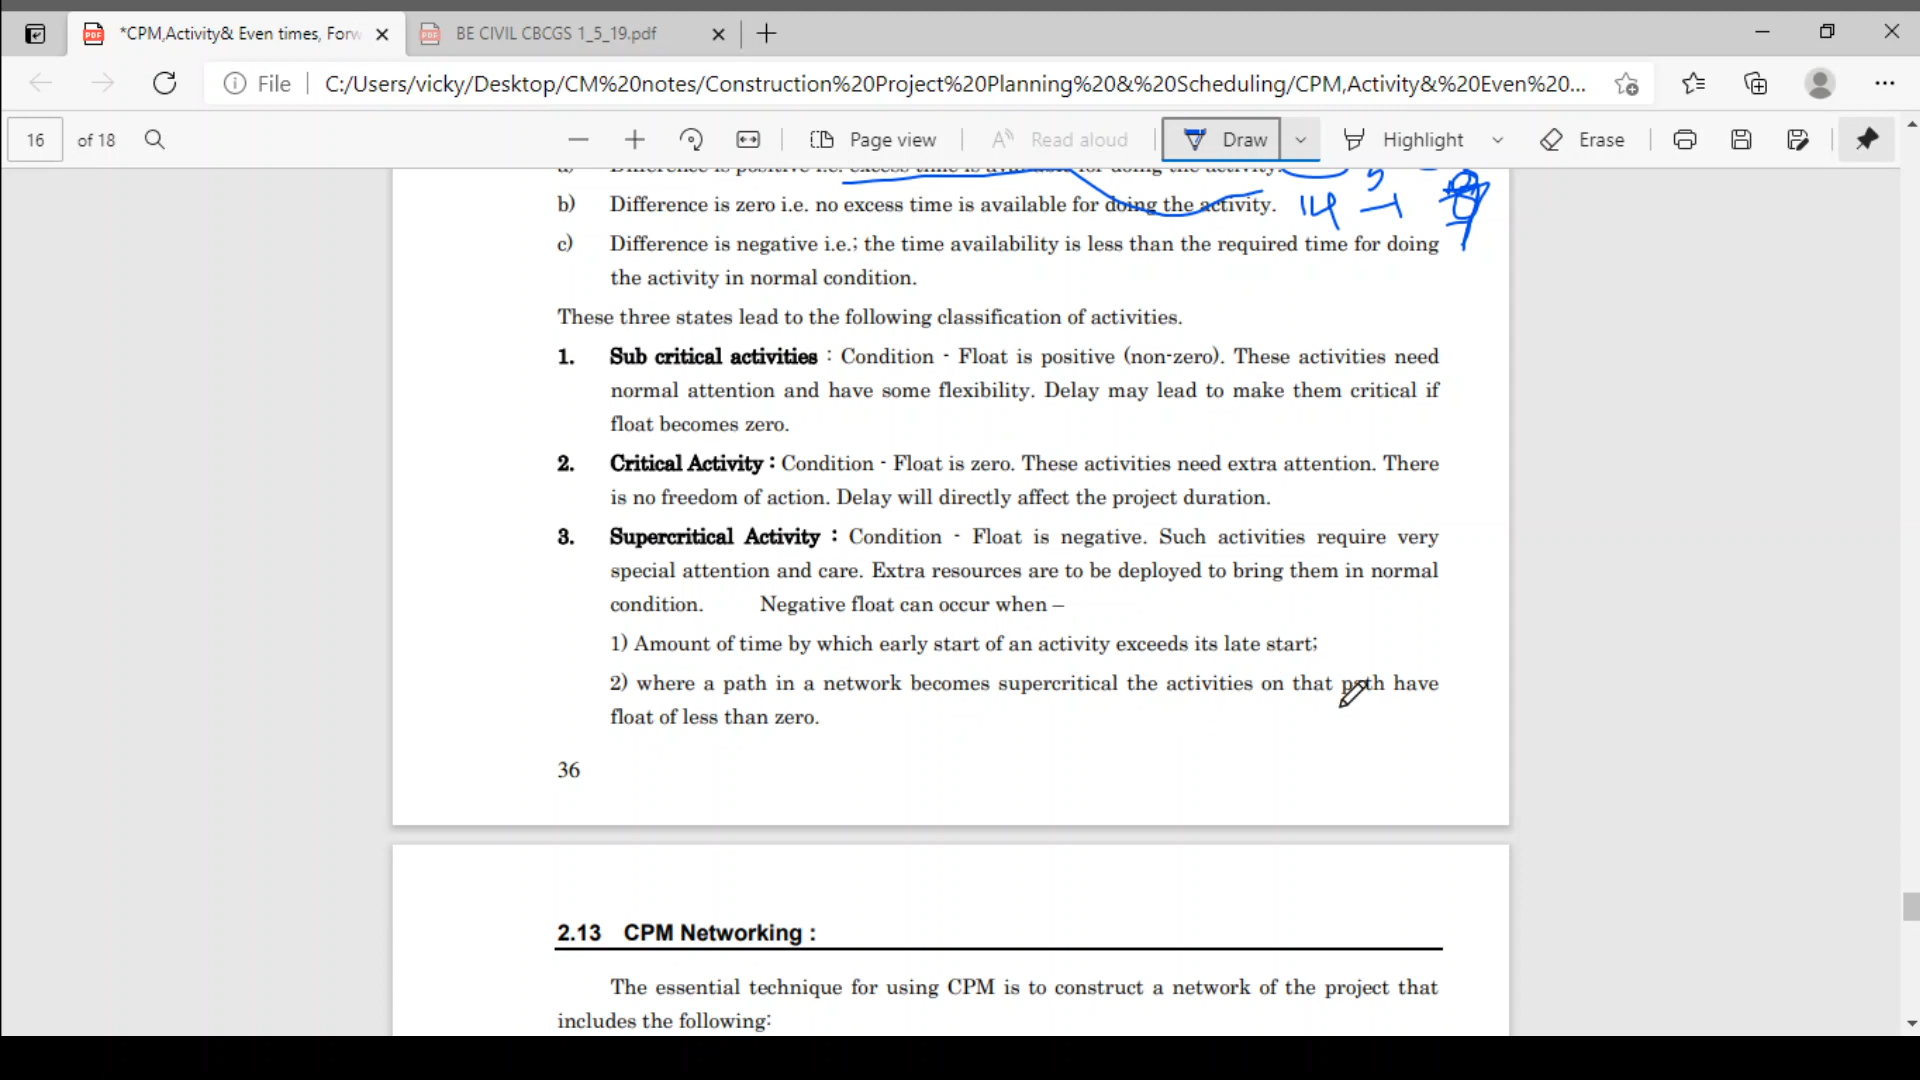 *CPM,Activity& Even times, Forw
BE CIVIL CBCGS 1_5_19.pdf
File
C:/Users/vicky/Desktop/CM%20notes/Construction%20Project%20Planning%20&%20Scheduling/CPM,Activity&%20Even%20...
16 of 18
Page view
Read aloud
Draw
Highlight
Erase
a) Difference is positive i.e. excess time is available for doing the activity.
b) Difference is zero i.e. no excess time is available for doing the activity. 14
c) Difference is negative i.e.; the time availability is less than the required time for doing
the activity in normal condition.
These three states lead to the following classification of activities.
1. Sub critical activities : Condition - Float is positive (non-zero). These activities need
normal attention and have some flexibility. Delay may lead to make them critical if
float becomes zero.
2. Critical Activity : Condition - Float is zero. These activities need extra attention. There
is no freedom of action. Delay will directly affect the project duration.
3. Supercritical Activity : Condition - Float is negative. Such activities require very
special attention and care. Extra resources are to be deployed to bring them in normal
condition. Negative float can occur when –
1) Amount of time by which early start of an activity exceeds its late start;
2) where a path in a network becomes supercritical the activities on that path have
float of less than zero.
36
2.13 CPM Networking :
The essential technique for using CPM is to construct a network of the project that
includes the following: